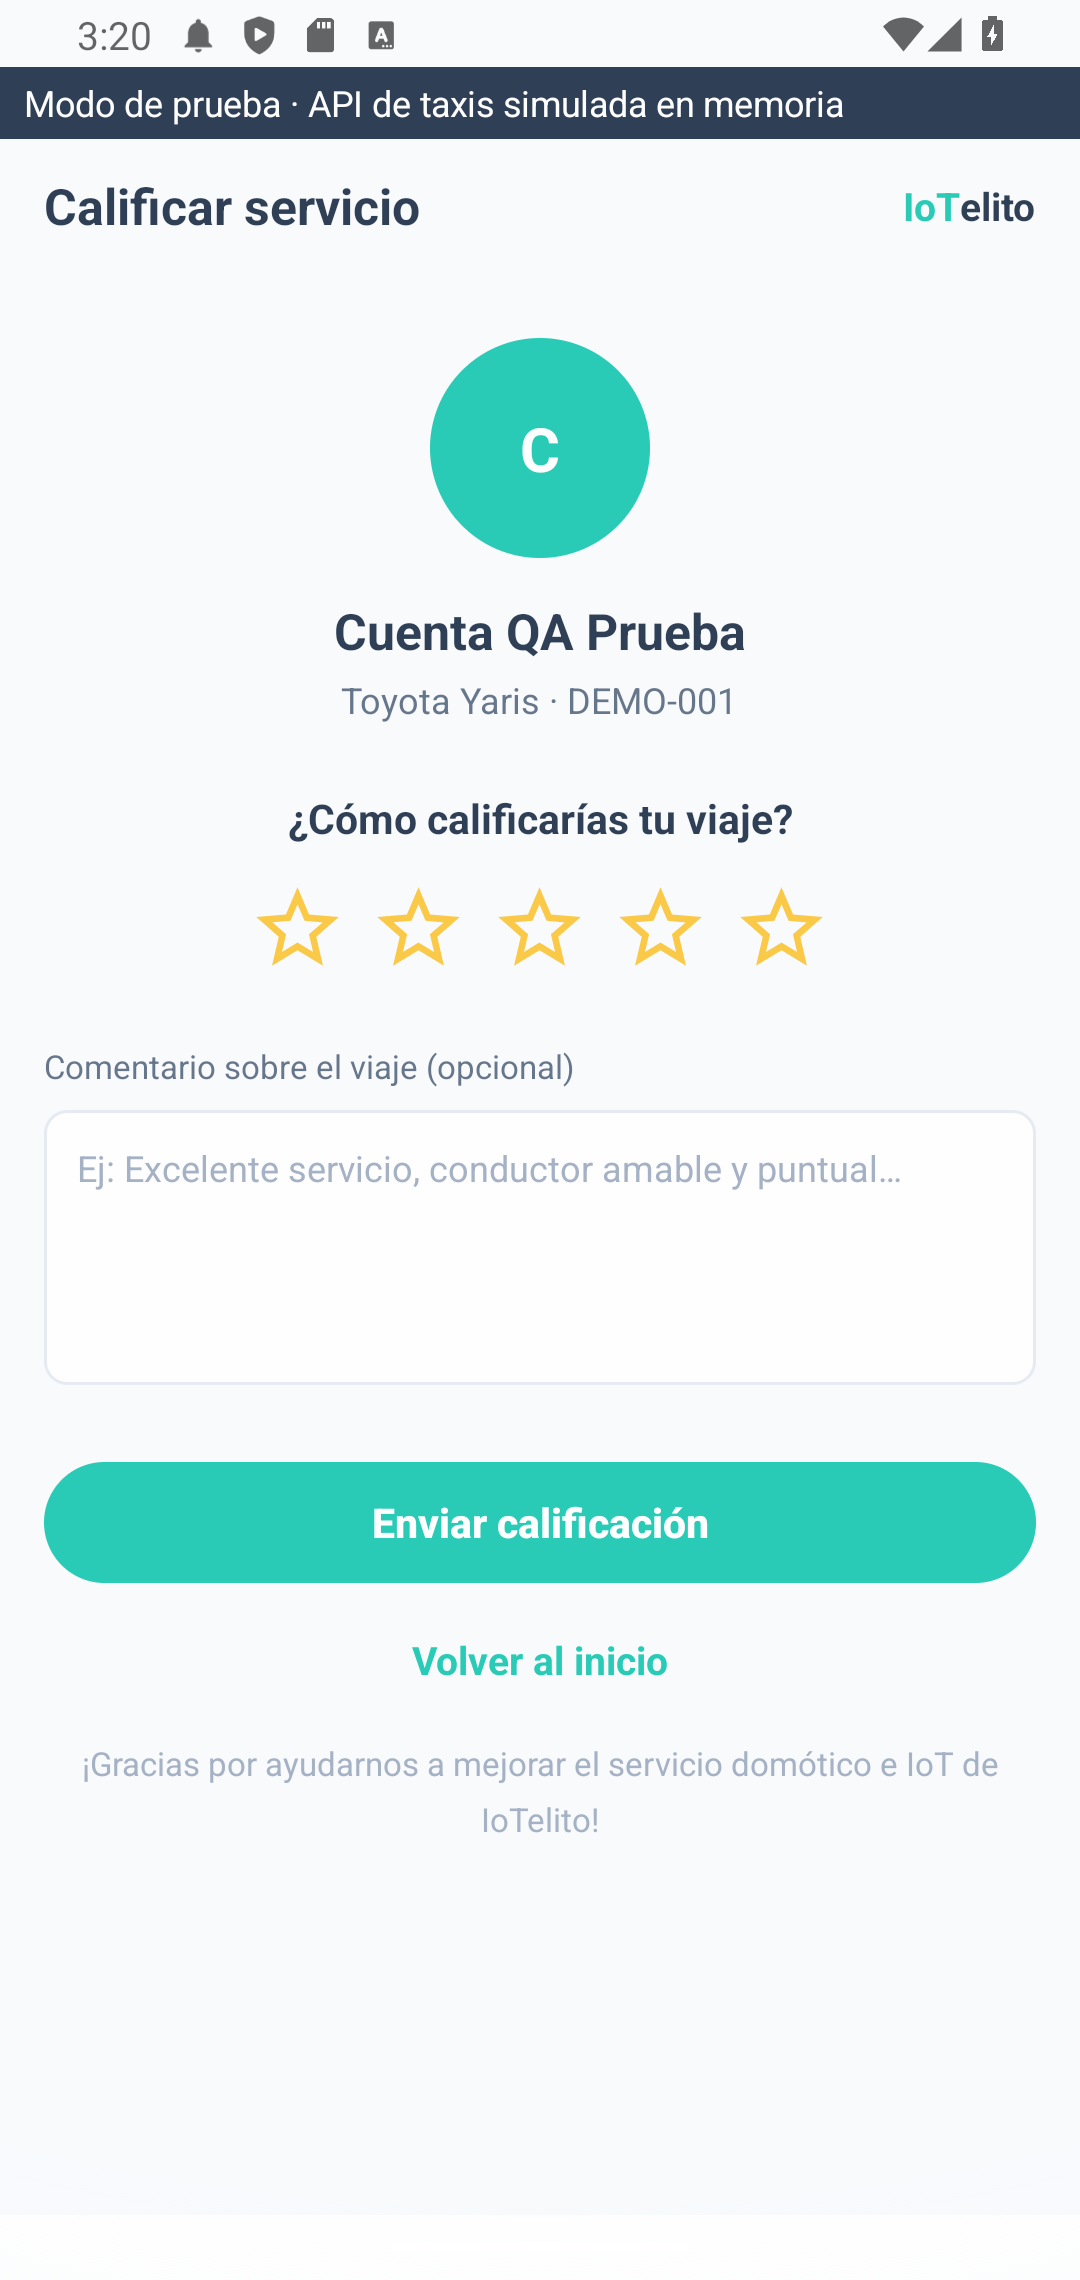 3:20
Modo de prueba · API de taxis simulada en memoria
Calificar servicio
IoTelito
C
Cuenta QA Prueba
Toyota Yaris · DEMO-001
¿Cómo calificarías tu viaje?
Comentario sobre el viaje (opcional)
Ej: Excelente servicio, conductor amable y puntual...
Enviar calificación
Volver al inicio
¡Gracias por ayudarnos a mejorar el servicio domótico e IoT de
IoTelito!